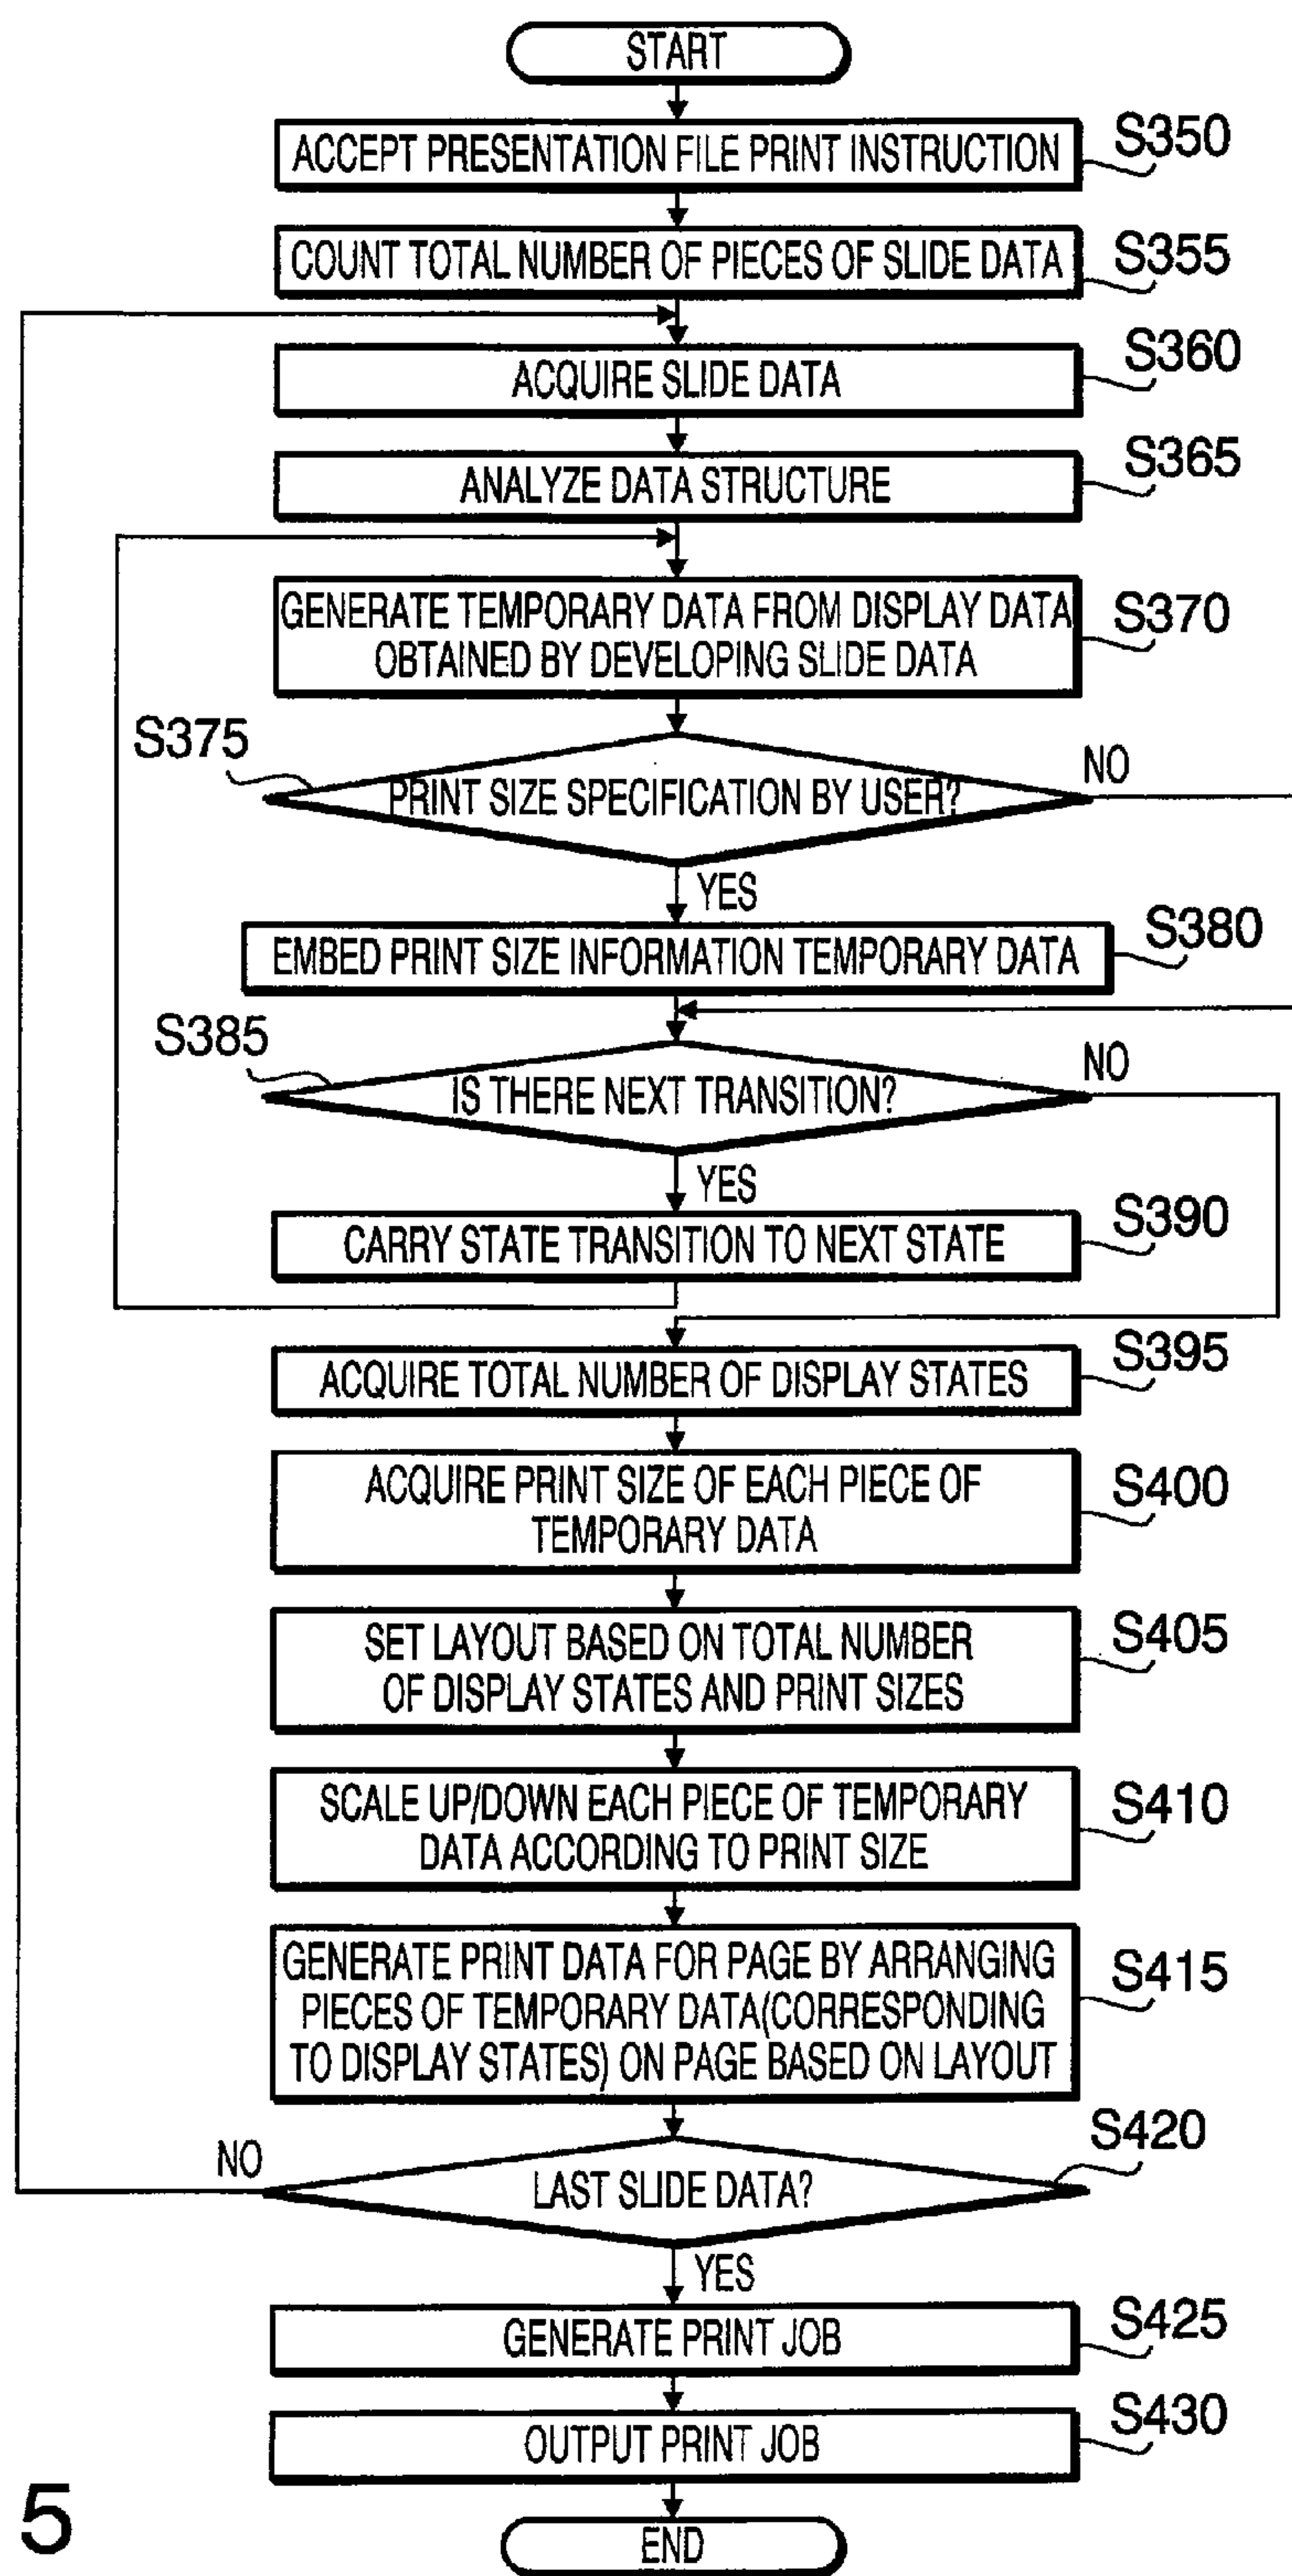 START
ACCEPT PRESENTATION FILE PRINT INSTRUCTION
S350
COUNT TOTAL NUMBER OF PIECES OF SLIDE DATA
S355
ACQUIRE SLIDE DATA
S360
ANALYZE DATA STRUCTURE
S365
GENERATE TEMPORARY DATA FROM DISPLAY DATA
OBTAINED BY DEVELOPING SLIDE DATA
S370
S375
PRINT SIZE SPECIFICATION BY USER?
NO
YES
EMBED PRINT SIZE INFORMATION TEMPORARY DATA
S380
S385
IS THERE NEXT TRANSITION?
NO
YES
CARRY STATE TRANSITION TO NEXT STATE
S390
ACQUIRE TOTAL NUMBER OF DISPLAY STATES
S395
ACQUIRE PRINT SIZE OF EACH PIECE OF
TEMPORARY DATA
S400
SET LAYOUT BASED ON TOTAL NUMBER
OF DISPLAY STATES AND PRINT SIZES
S405
SCALE UP/DOWN EACH PIECE OF TEMPORARY
DATA ACCORDING TO PRINT SIZE
S410
GENERATE PRINT DATA FOR PAGE BY ARRANGING
PIECES OF TEMPORARY DATA(CORRESPONDING
TO DISPLAY STATES) ON PAGE BASED ON LAYOUT
S415
S420
NO
LAST SLIDE DATA?
YES
GENERATE PRINT JOB
S425
OUTPUT PRINT JOB
S430
5
END